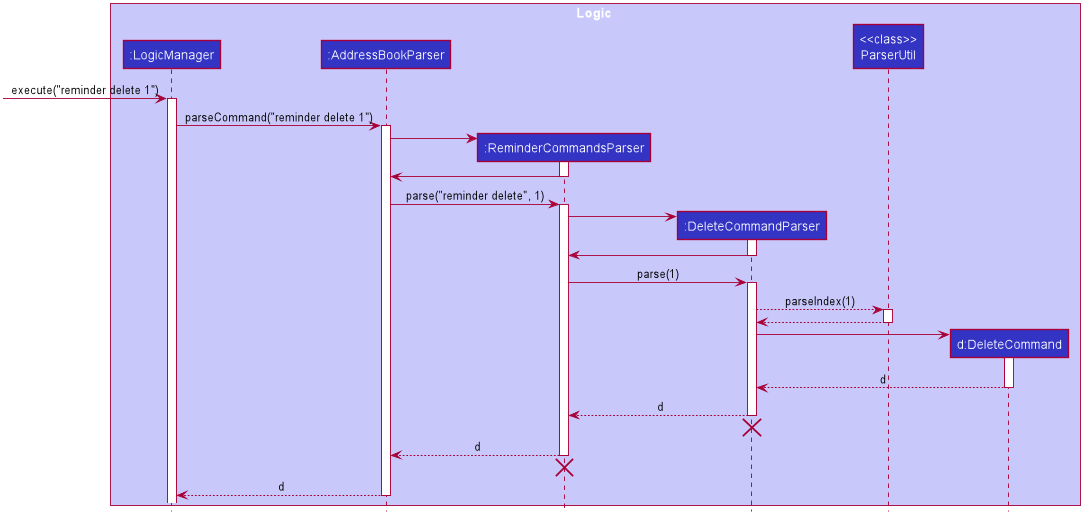 Logic
:LogicManager
:AddressBookParser
<<class>>
ParserUtil
execute("reminder delete 1")
parseCommand("reminder delete 1")
:ReminderCommandsParser
parse("reminder delete", 1)
:DeleteCommandParser
parse(1)
parseIndex(1)
d:DeleteCommand
d
d
d
d